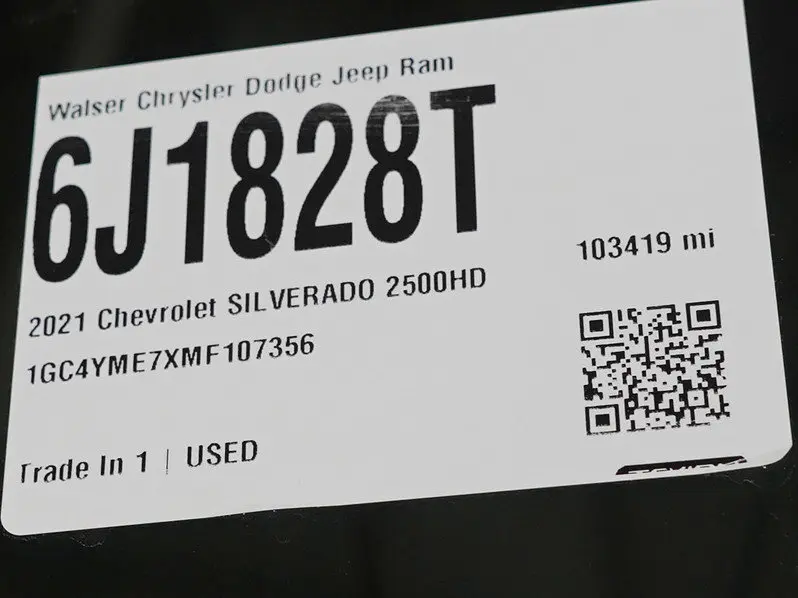 Walser Chrysler Dodge Jeep Ram
6J1828T
103419 mi
2021 Chevrolet SILVERADO 2500HD
1GC4YME7XMF107356
Trade In 1 | USED